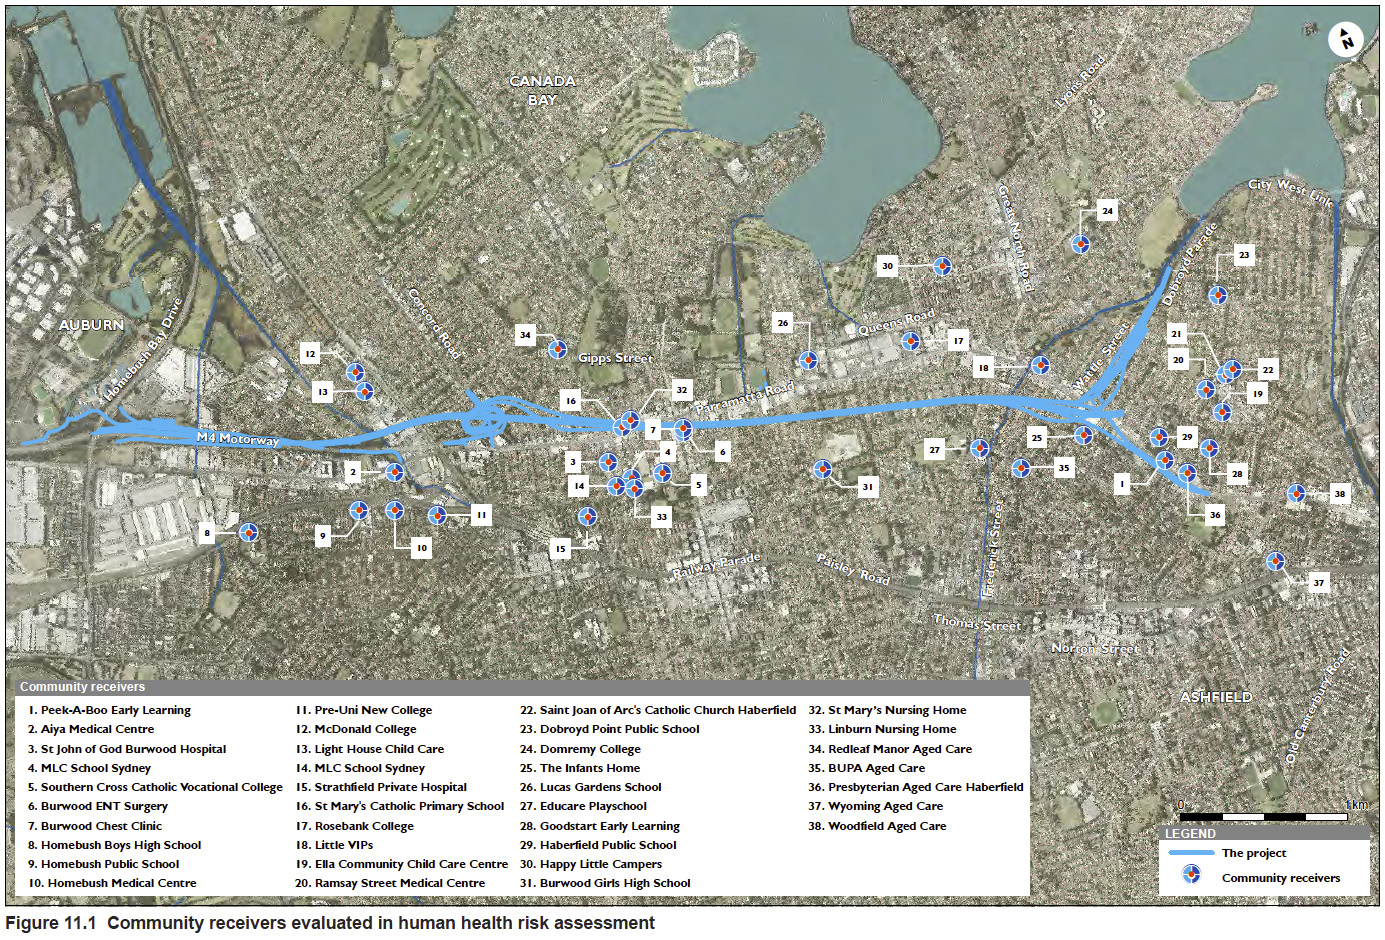 CANADA
BAY
N
Lyons Road
City West Link
Great North Road
24
Dobroyd Parade
23
30
AUBURN
Homebush Bay Drive
Concord Road
34
26
Queens Road
17
21
20
22
12
Gipps Street
18
Wattle Street
13
16
32
Parramatta Road
19
M4 Motorway
7
4
6
27
25
29
3
2
35
28
14
5
31
1
38
11
33
36
8
9
10
15
Railway Parade
Paisley Road
Frederick Street
37
Thomas Street
Norton Street
ASHFIELD
Old Canterbury Road
Community receivers
1. Peek-A-Boo Early Learning
2. Aiya Medical Centre
3. St John of God Burwood Hospital
4. MLC School Sydney
5. Southern Cross Catholic Vocational College
6. Burwood ENT Surgery
7. Burwood Chest Clinic
8. Homebush Boys High School
9. Homebush Public School
10. Homebush Medical Centre
11. Pre-Uni New College
12. McDonald College
13. Light House Child Care
14. MLC School Sydney
15. Strathfield Private Hospital
16. St Mary's Catholic Primary School
17. Rosebank College
18. Little VIPs
19. Ella Community Child Care Centre
20. Ramsay Street Medical Centre
22. Saint Joan of Arc's Catholic Church Haberfield
23. Dobroyd Point Public School
24. Domremy College
25. The Infants Home
26. Lucas Gardens School
27. Educare Playschool
28. Goodstart Early Learning
29. Haberfield Public School
30. Happy Little Campers
31. Burwood Girls High School
32. St Mary's Nursing Home
33. Linburn Nursing Home
34. Redleaf Manor Aged Care
35. BUPA Aged Care
36. Presbyterian Aged Care Haberfield
37. Wyoming Aged Care
38. Woodfield Aged Care
0 1km
LEGEND
The project
Community receivers
Figure 11.1 Community receivers evaluated in human health risk assessment